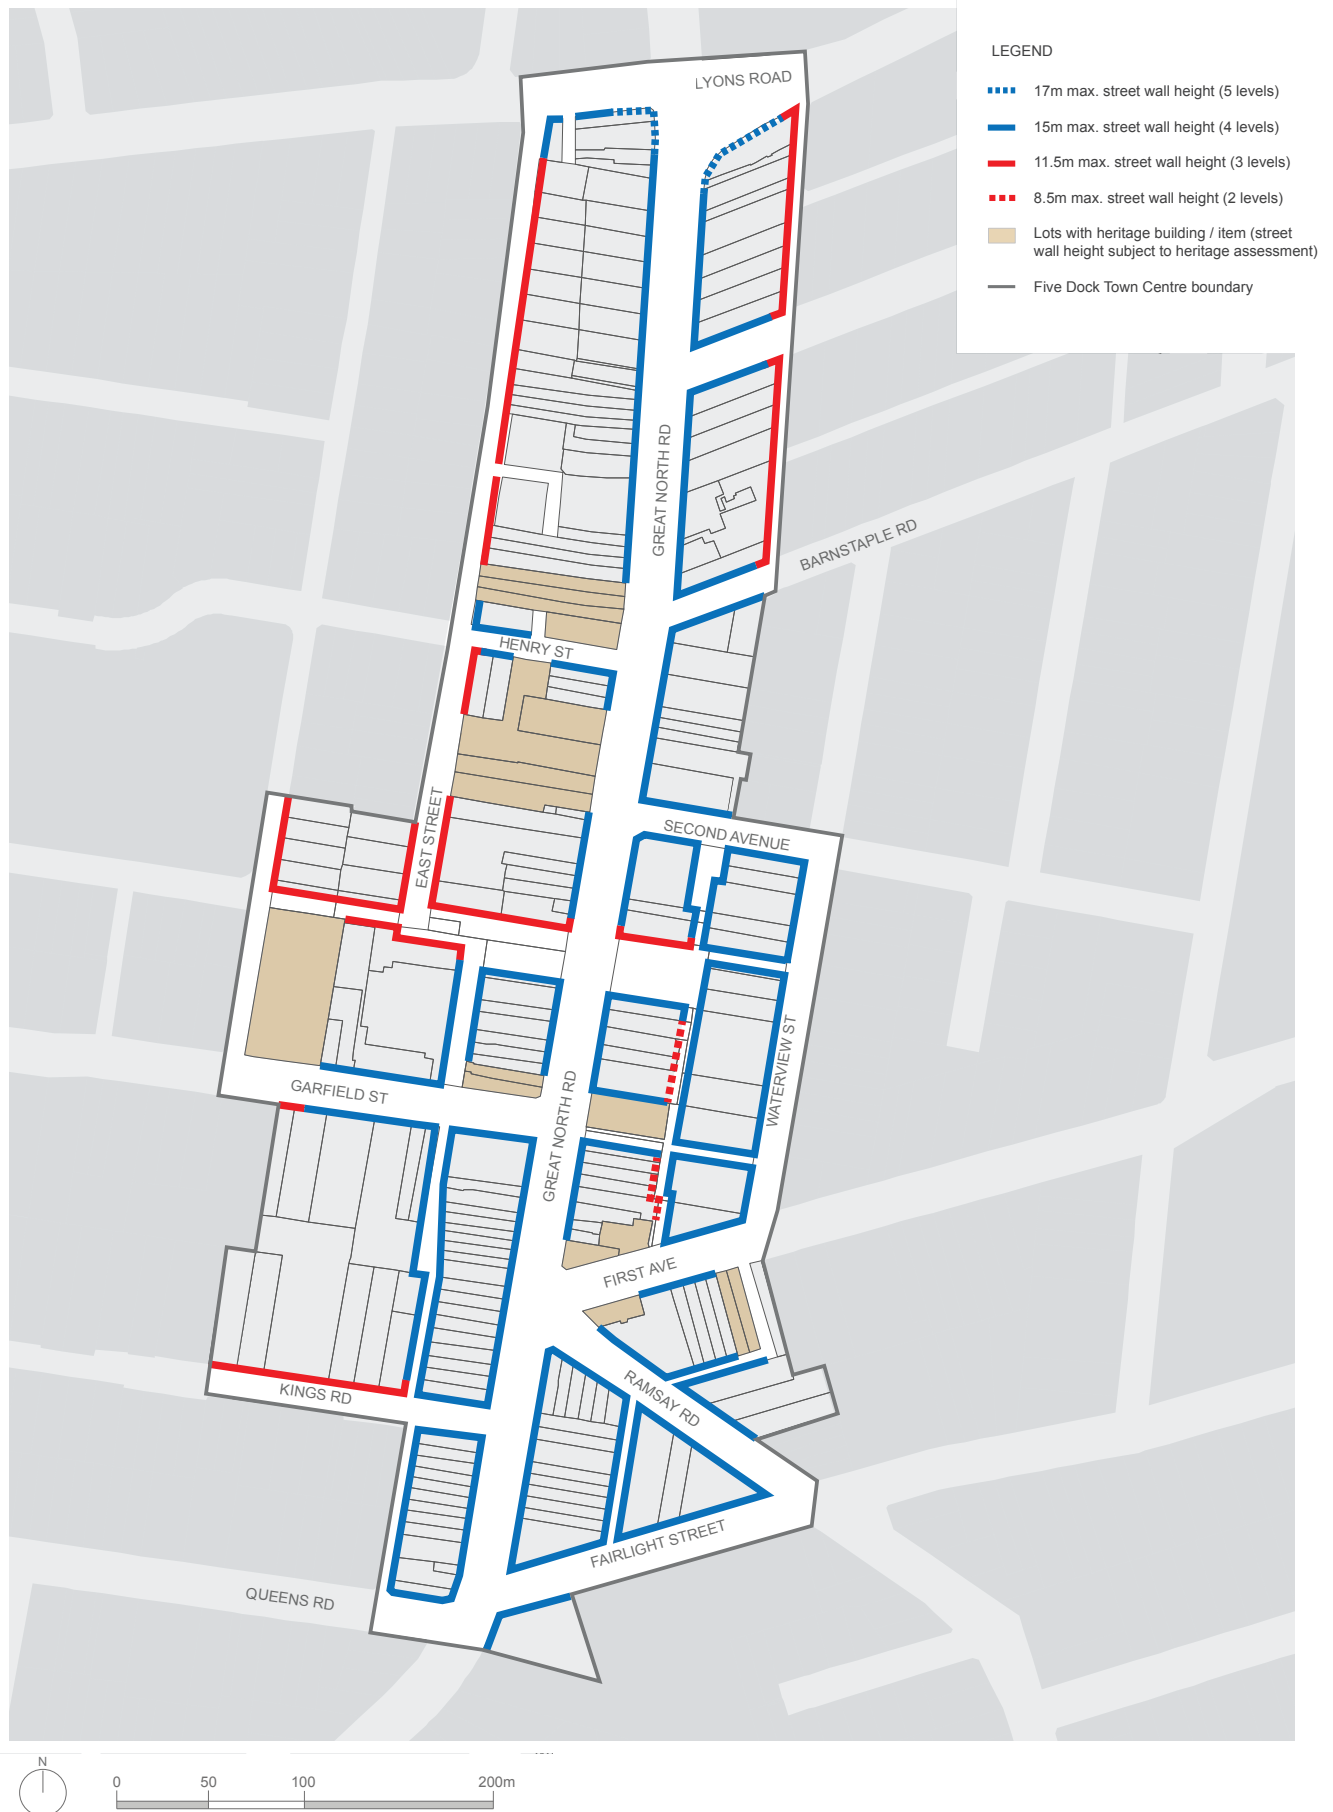 LEGEND
17m max. street wall height (5 levels)
15m max. street wall height (4 levels)
11.5m max. street wall height (3 levels)
8.5m max. street wall height (2 levels)
Lots with heritage building / item (street
wall height subject to heritage assessment)
Five Dock Town Centre boundary
LYONS ROAD
GREAT NORTH RD
BARNSTAPLE RD
HENRY ST
EAST STREET
SECOND AVENUE
WATERVIEW ST
GARFIELD ST
GREAT NORTH RD
FIRST AVE
RAMSAY RD
KINGS RD
FAIRLIGHT STREET
QUEENS RD
N
0 50 100 200m